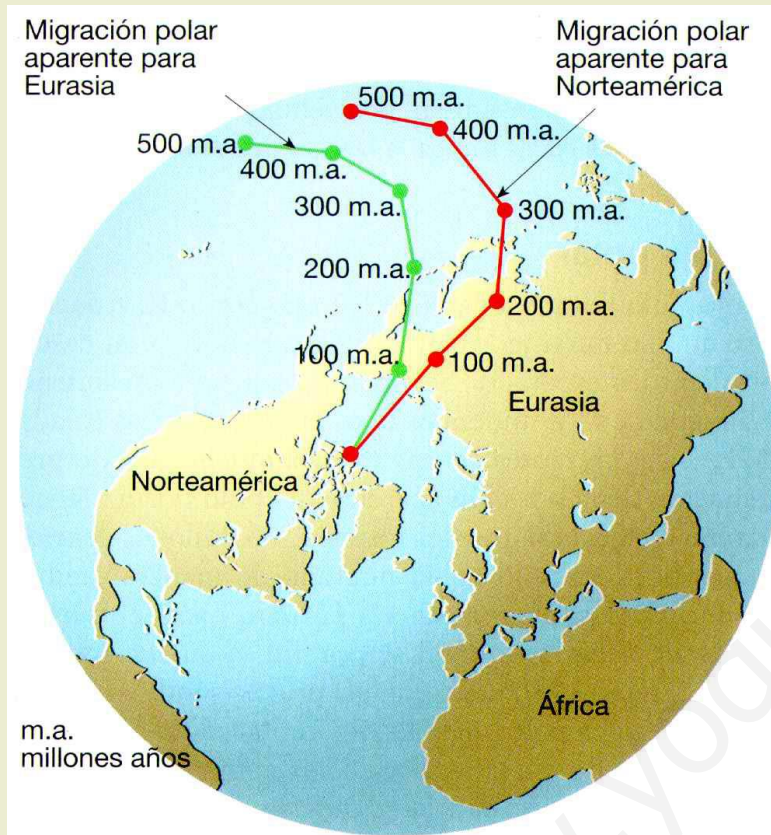 Migración polar
aparente para
Eurasia
Migración polar
aparente para
Norteamérica
500 m.a.
400 m.a.
300 m.a.
200 m.a.
100 m.a.
500 m.a.
400 m.a.
300 m.a.
200 m.a.
100 m.a.
Eurasia
Norteamérica
África
m.a.
millones años